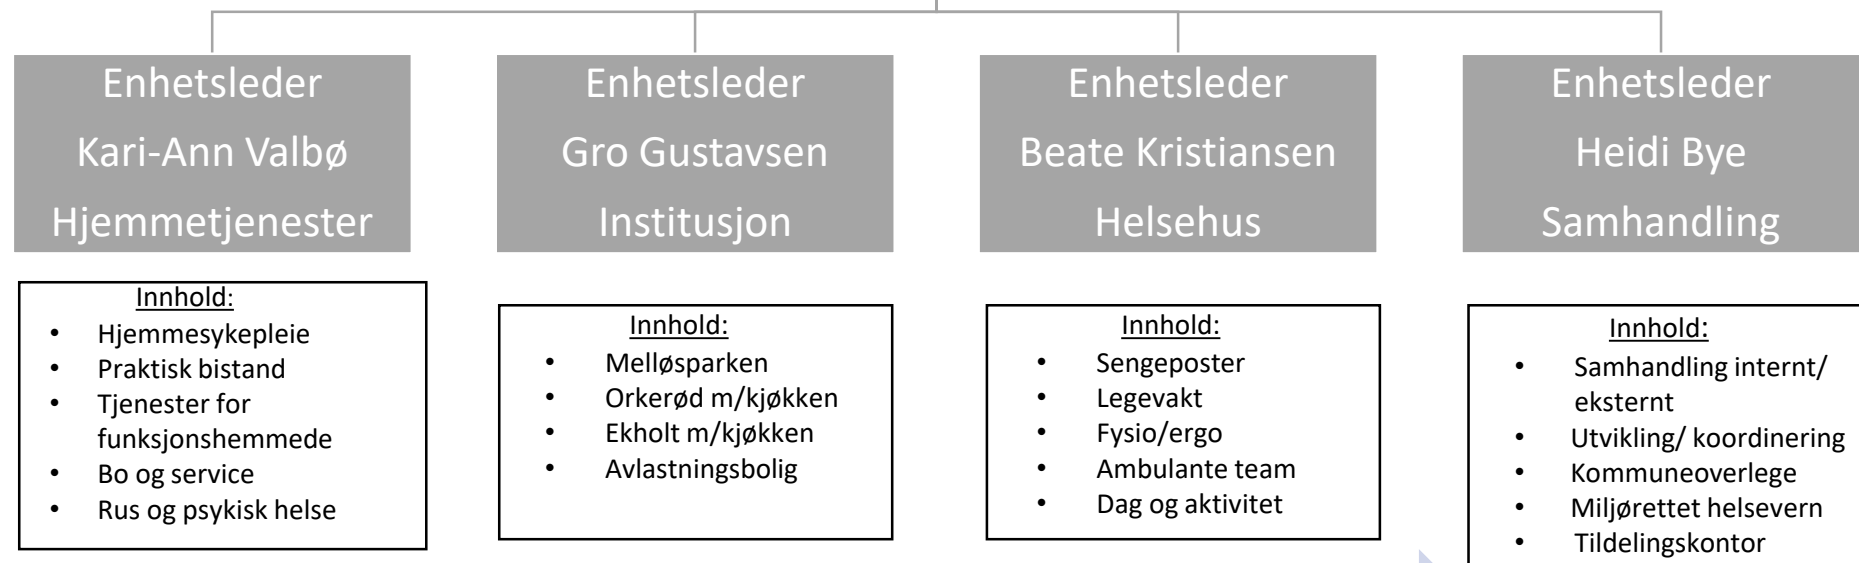 Enhetsleder
Kari-Ann Valbø
Hjemmetjenester
Enhetsleder
Gro Gustavsen
Institusjon
Enhetsleder
Beate Kristiansen
Helsehus
Enhetsleder
Heidi Bye
Samhandling
Innhold:
• Hjemmesykepleie
• Praktisk bistand
• Tjenester for
funksjonshemmede
• Bo og service
• Rus og psykisk helse
Innhold:
• Melløsparken
• Orkerød m/kjøkken
• Ekholt m/kjøkken
• Avlastningsbolig
Innhold:
• Sengeposter
• Legevakt
• Fysio/ergo
• Ambulante team
• Dag og aktivitet
Innhold:
• Samhandling internt/
eksternt
• Utvikling/ koordinering
• Kommuneoverlege
• Miljørettet helsevern
• Tildelingskontor